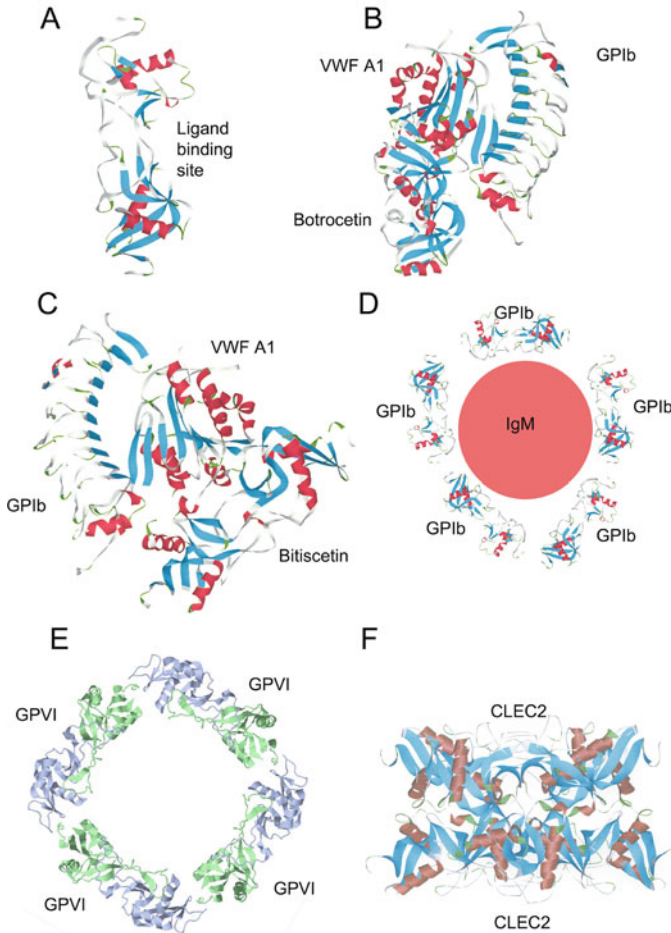 A
Ligand
binding
site
B
VWF A1
GPIb
Botrocetin
C
VWF A1
GPIb
Bitiscetin
D
GPIb
GPIb
GPIb
IgM
GPIb
GPIb
E
GPVI
GPVI
GPVI
GPVI
F
CLEC2
CLEC2